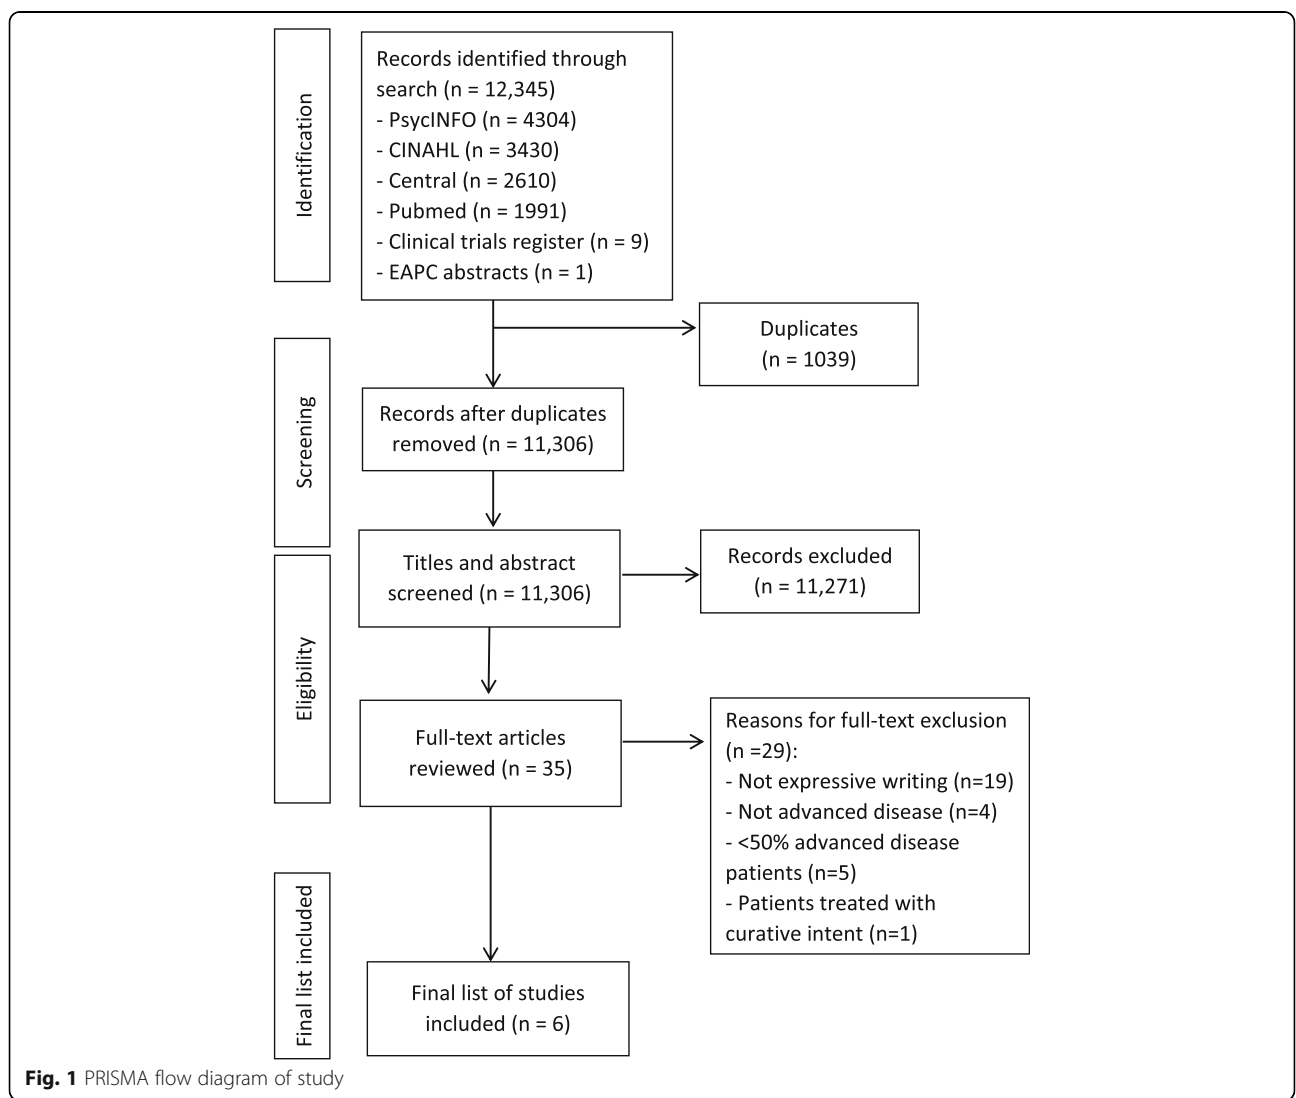 Identification
Records identified through
search (n = 12,345)
- PsycINFO (n = 4304)
- CINAHL (n = 3430)
- Central (n = 2610)
- Pubmed (n = 1991)
- Clinical trials register (n = 9)
- EAPC abstracts (n = 1)
Duplicates
(n = 1039)
Screening
Records after duplicates
removed (n = 11,306)
Titles and abstract
screened (n = 11,306)
Records excluded
(n = 11,271)
Eligibility
Full-text articles
reviewed (n = 35)
Reasons for full-text exclusion
(n =29):
- Not expressive writing (n=19)
- Not advanced disease (n=4)
- <50% advanced disease
patients (n=5)
- Patients treated with
curative intent (n=1)
Final list included
Final list of studies
included (n = 6)
Fig. 1 PRISMA flow diagram of study